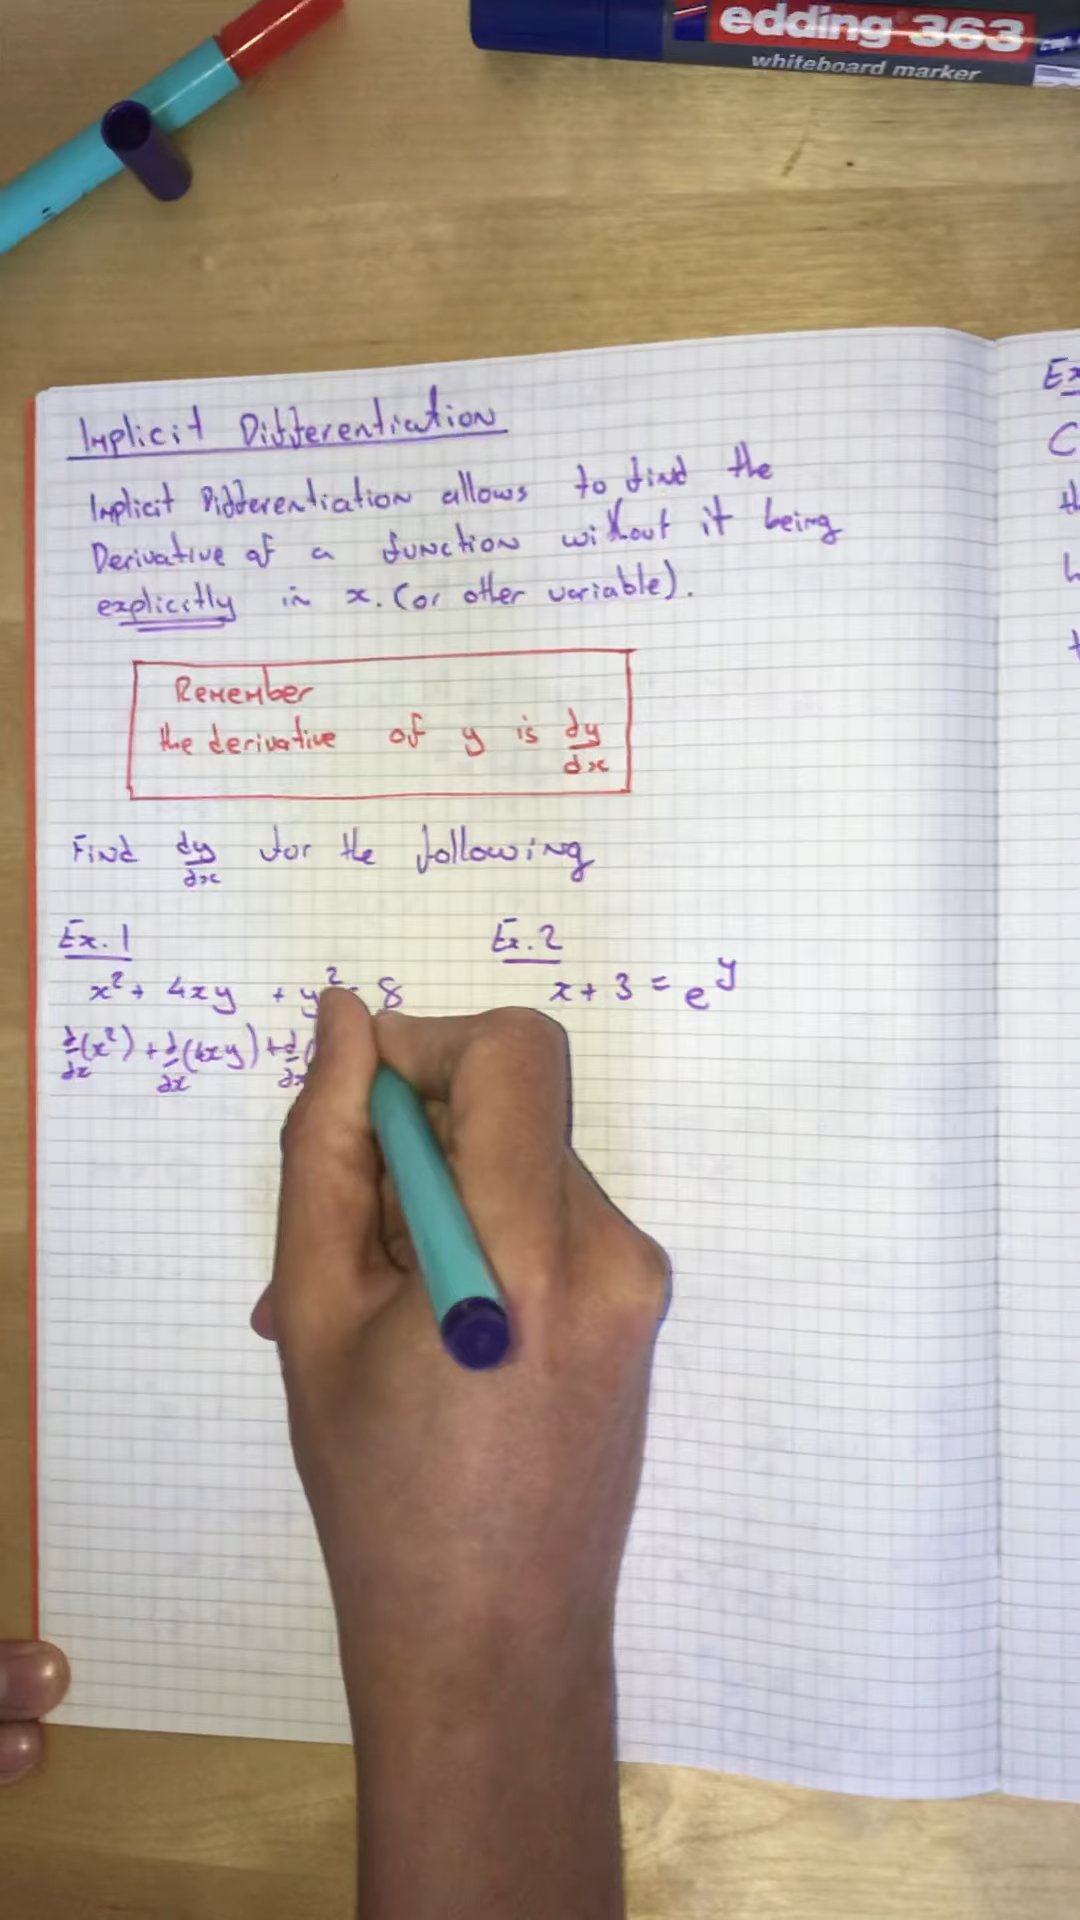 edding 363
whiteboard marker
Implicit Differentiation
Implicit Differentiation allows to find the
Derivative of a function without it being
explicitly in x. (or other variable).
Remember
the derivative of y is dy/dx
Find dy/dx for the following
Ex. 1
x² + 4xy + y² = 8
d/dx(x²) + d/dx(4xy) + d/dx(
Ex. 2
x + 3 = e^y